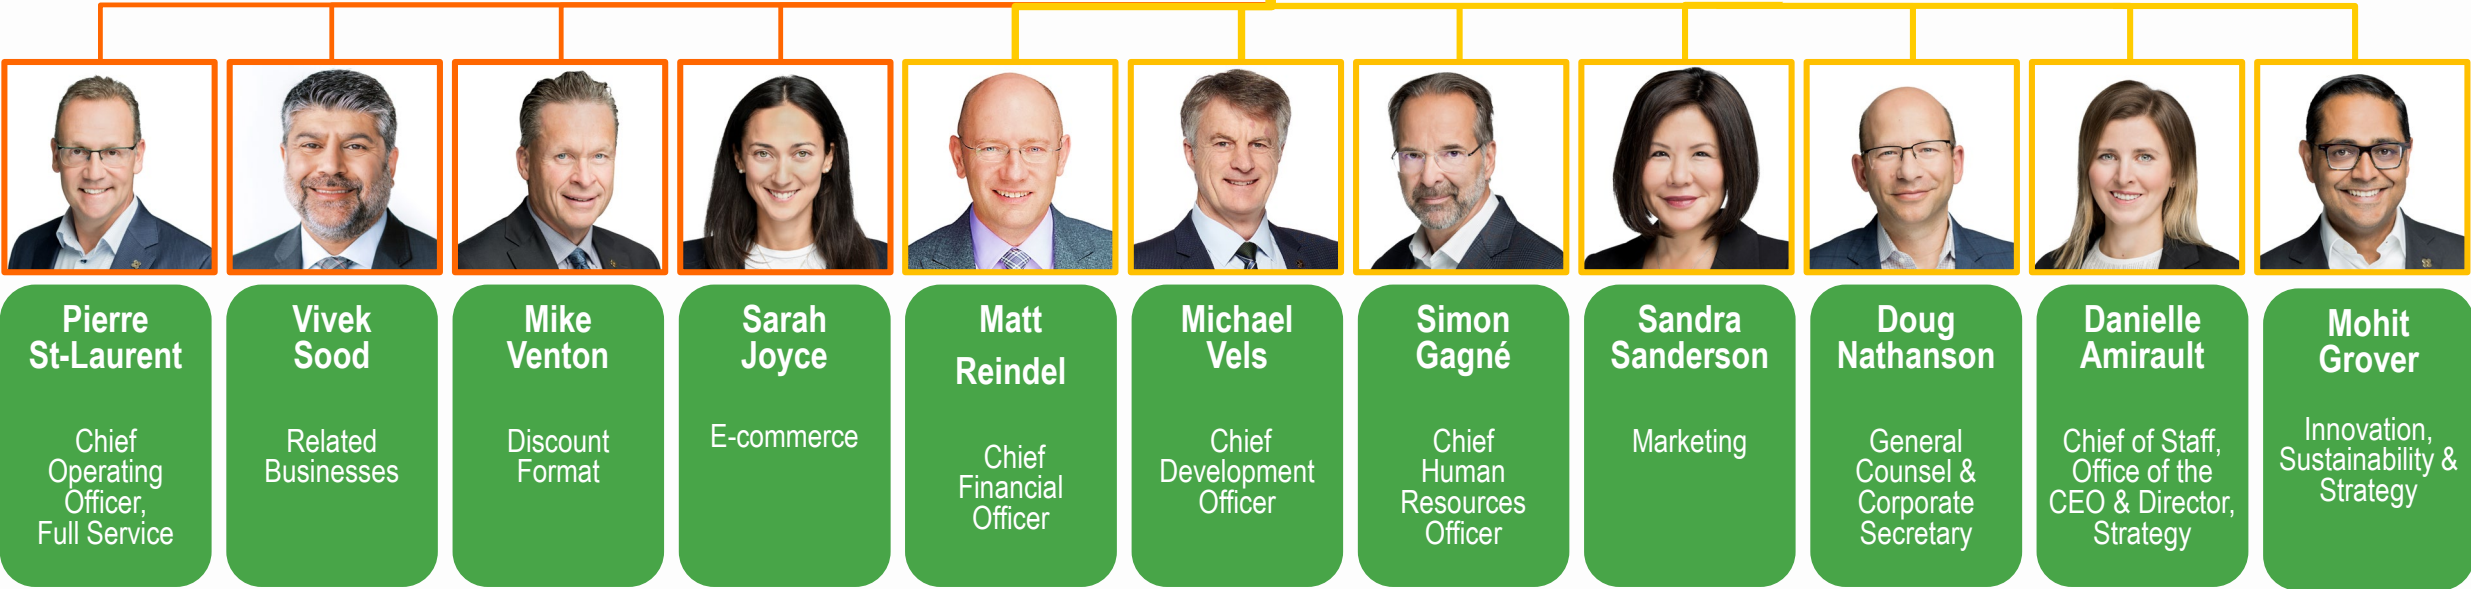 Pierre
St-Laurent
Chief
Operating
Officer,
Full Service
Vivek
Sood
Related
Businesses
Mike
Venton
Discount
Format
Sarah
Joyce
E-commerce
Matt
Reindel
Chief
Financial
Officer
Michael
Vels
Chief
Development
Officer
Simon
Gagné
Chief
Human
Resources
Officer
Sandra
Sanderson
Marketing
Doug
Nathanson
General
Counsel &
Corporate
Secretary
Danielle
Amirault
Chief of Staff,
Office of the
CEO & Director,
Strategy
Mohit
Grover
Innovation,
Sustainability &
Strategy